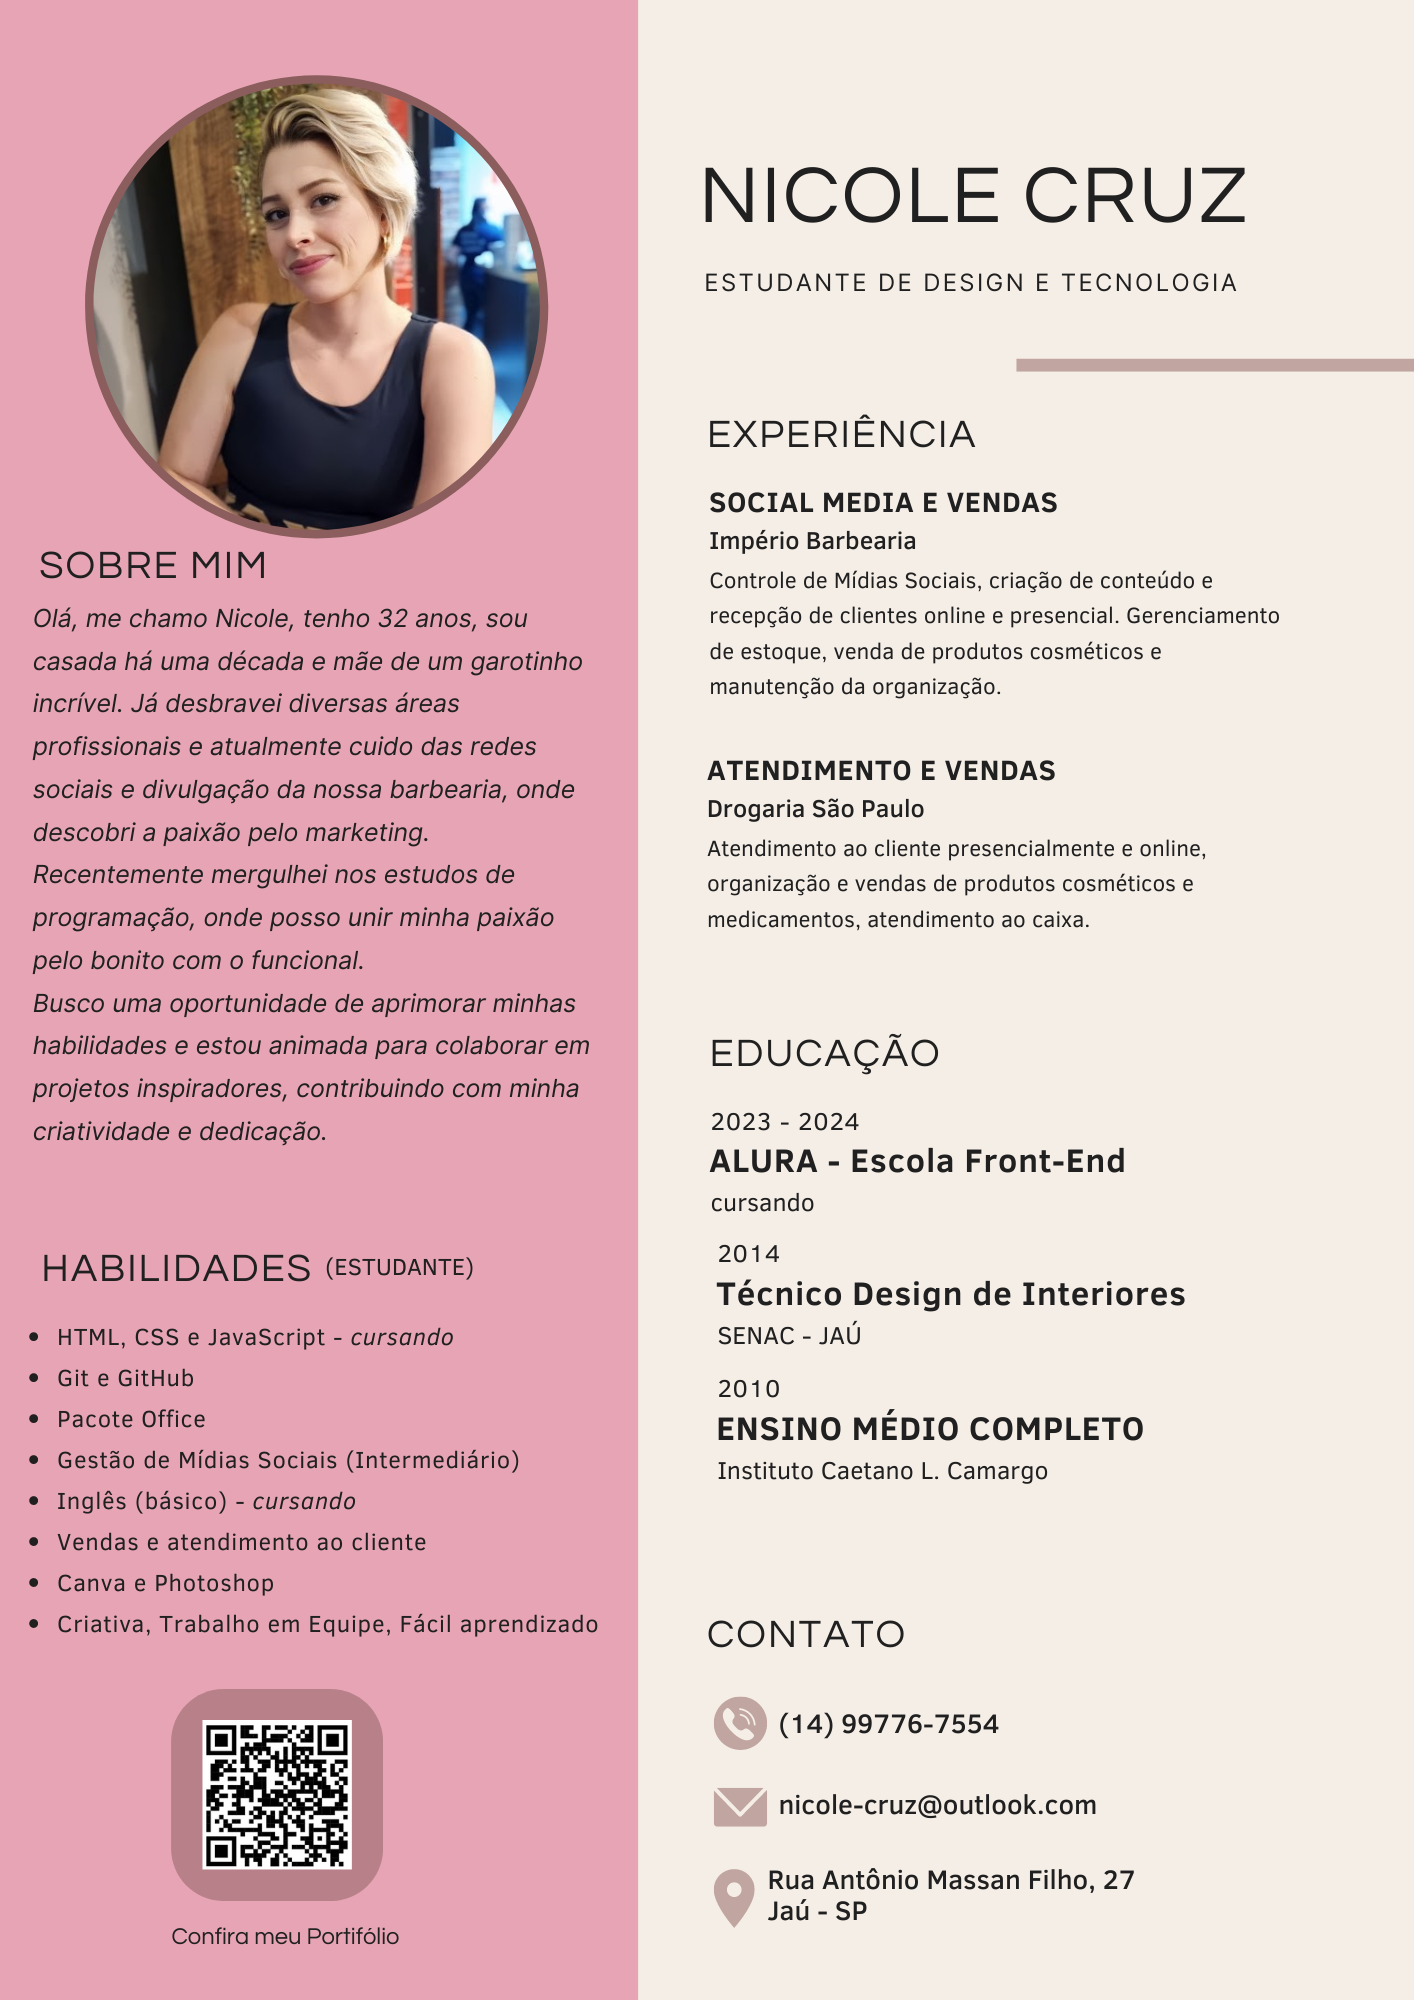 NICOLE CRUZ
ESTUDANTE DE DESIGN E TECNOLOGIA
SOBRE MIM
Olá, me chamo Nicole, tenho 32 anos, sou
casada há uma década e mãe de um garotinho
incrível. Já desbravei diversas áreas
profissionais e atualmente cuido das redes
sociais e divulgação da nossa barbearia, onde
descobri a paixão pelo marketing.
Recentemente mergulhei nos estudos de
programação, onde posso unir minha paixão
pelo bonito com o funcional.
Busco uma oportunidade de aprimorar minhas
habilidades e estou animada para colaborar em
projetos inspiradores, contribuindo com minha
criatividade e dedicação.
HABILIDADES (ESTUDANTE)
• HTML, CSS e JavaScript - cursando
• Git e GitHub
• Pacote Office
• Gestão de Mídias Sociais (Intermediário)
• Inglês (básico) - cursando
• Vendas e atendimento ao cliente
• Canva e Photoshop
• Criativa, Trabalho em Equipe, Fácil aprendizado
Confira meu Portifólio
EXPERIÊNCIA
SOCIAL MEDIA E VENDAS
Império Barbearia
Controle de Mídias Sociais, criação de conteúdo e
recepção de clientes online e presencial. Gerenciamento
de estoque, venda de produtos cosméticos e
manutenção da organização.
ATENDIMENTO E VENDAS
Drogaria São Paulo
Atendimento ao cliente presencialmente e online,
organização e vendas de produtos cosméticos e
medicamentos, atendimento ao caixa.
EDUCAÇÃO
2023 - 2024
ALURA - Escola Front-End
cursando
2014
Técnico Design de Interiores
SENAC - JAÚ
2010
ENSINO MÉDIO COMPLETO
Instituto Caetano L. Camargo
CONTATO
(14) 99776-7554
nicole-cruz@outlook.com
Rua Antônio Massan Filho, 27
Jaú - SP